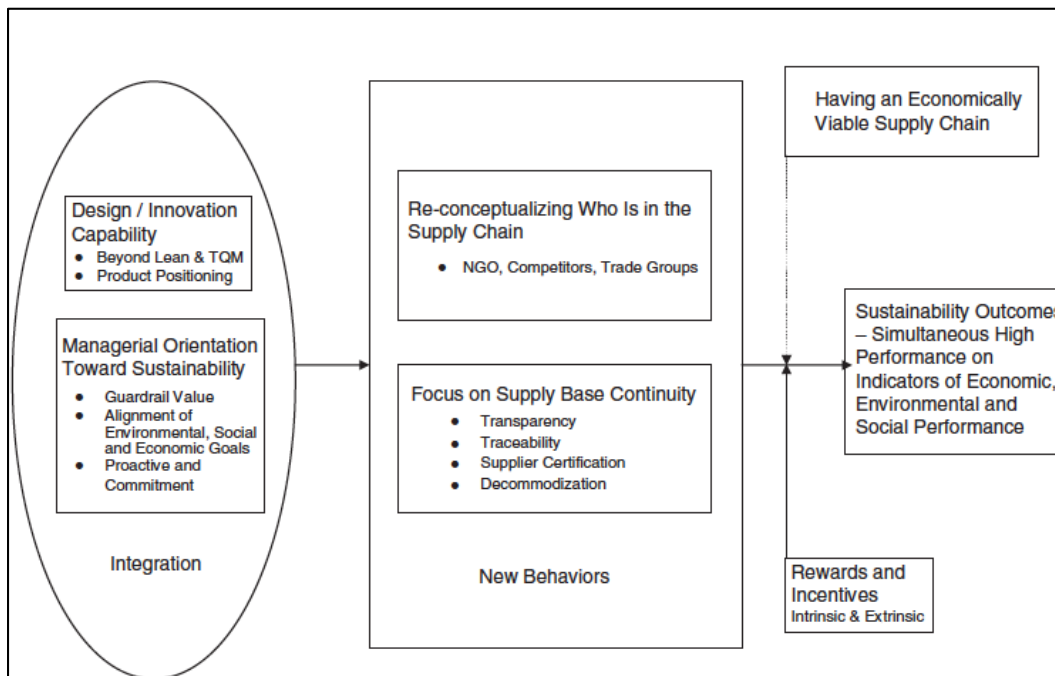 Design / Innovation
Capability
● Beyond Lean & TQM
● Product Positioning
Managerial Orientation
Toward Sustainability
● Guardrail Value
● Alignment of
Environmental, Social
and Economic Goals
● Proactive and
Commitment
Integration
Re-conceptualizing Who Is in the
Supply Chain
● NGO, Competitors, Trade Groups
Focus on Supply Base Continuity
● Transparency
● Traceability
● Supplier Certification
● Decommodization
New Behaviors
Having an Economically
Viable Supply Chain
Sustainability Outcomes
– Simultaneous High
Performance on
Indicators of Economic,
Environmental and
Social Performance
Rewards and
Incentives
Intrinsic & Extrinsic